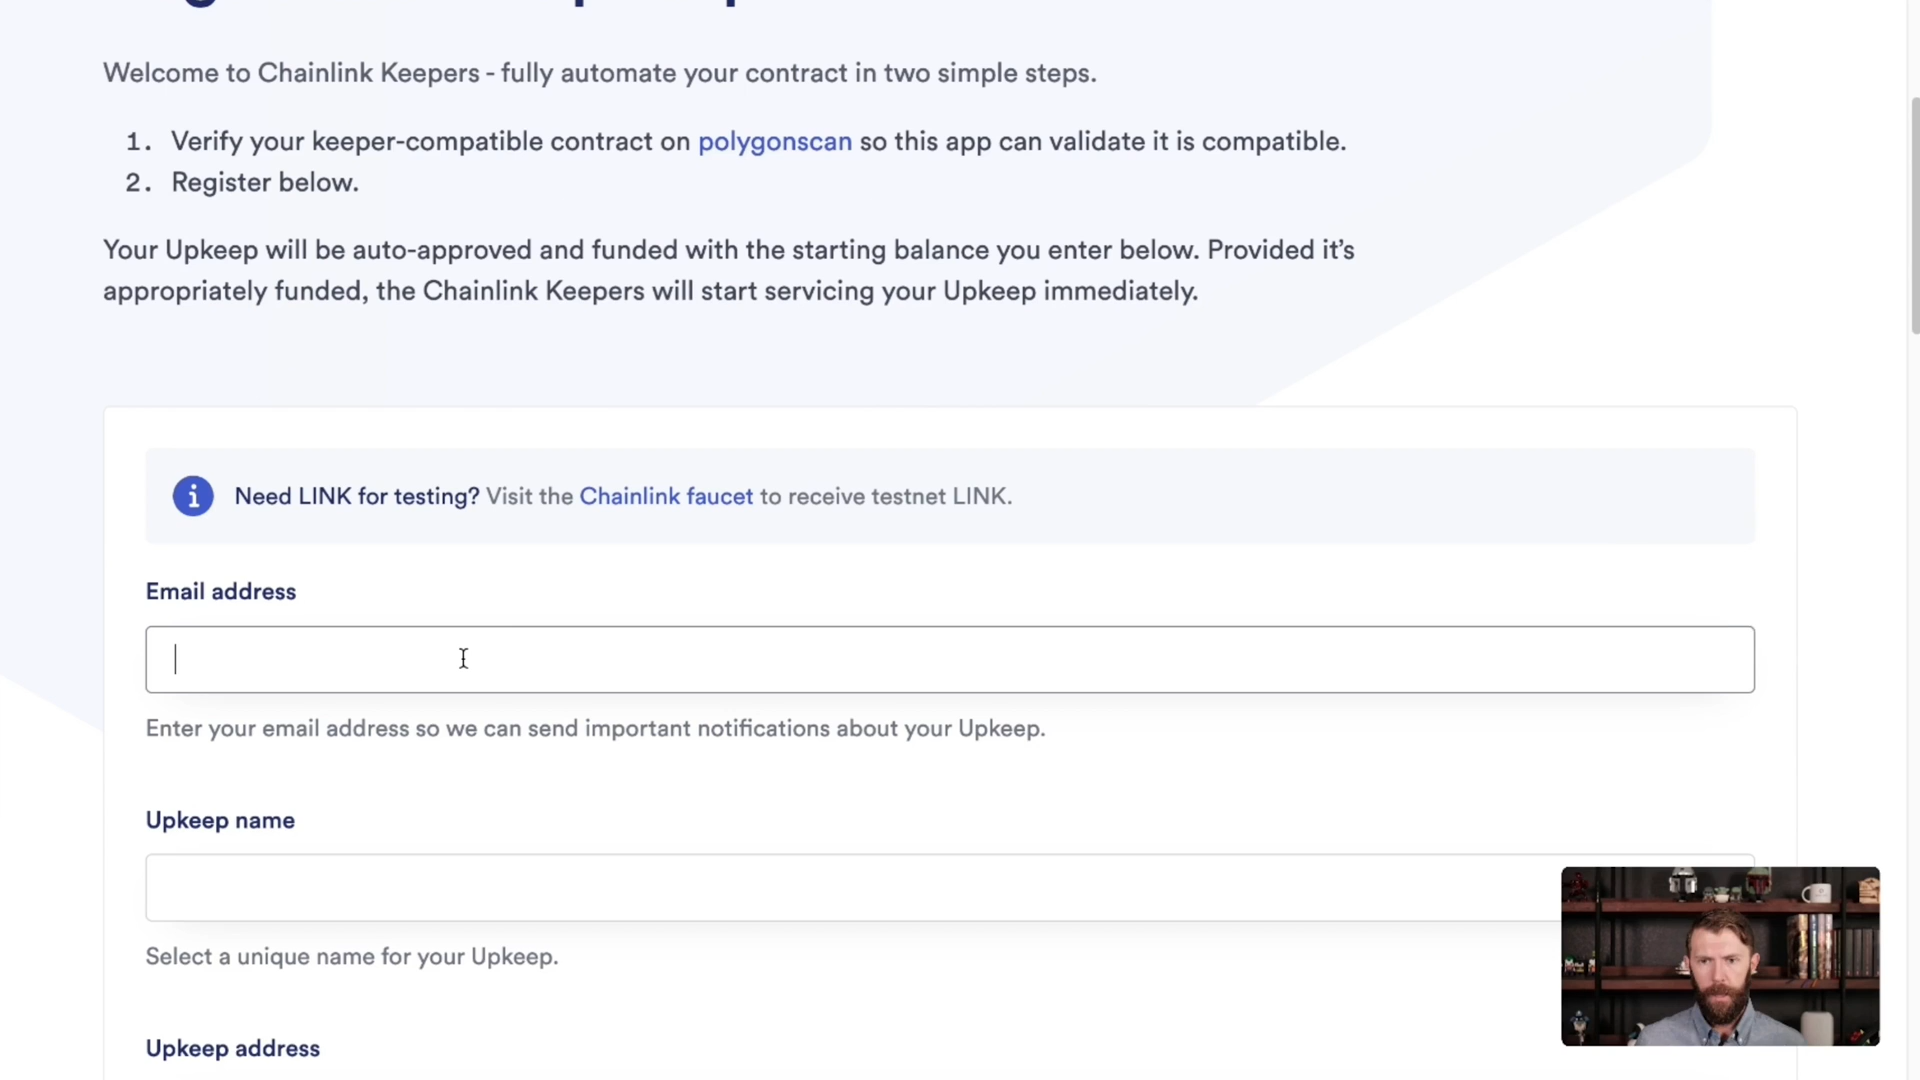 Welcome to Chainlink Keepers - fully automate your contract in two simple steps.
1. Verify your keeper-compatible contract on polygonscan so this app can validate it is compatible.
2. Register below.
Your Upkeep will be auto-approved and funded with the starting balance you enter below. Provided it’s
appropriately funded, the Chainlink Keepers will start servicing your Upkeep immediately.
Need LINK for testing? Visit the Chainlink faucet to receive testnet LINK.
Email address
Enter your email address so we can send important notifications about your Upkeep.
Upkeep name
Select a unique name for your Upkeep.
Upkeep address